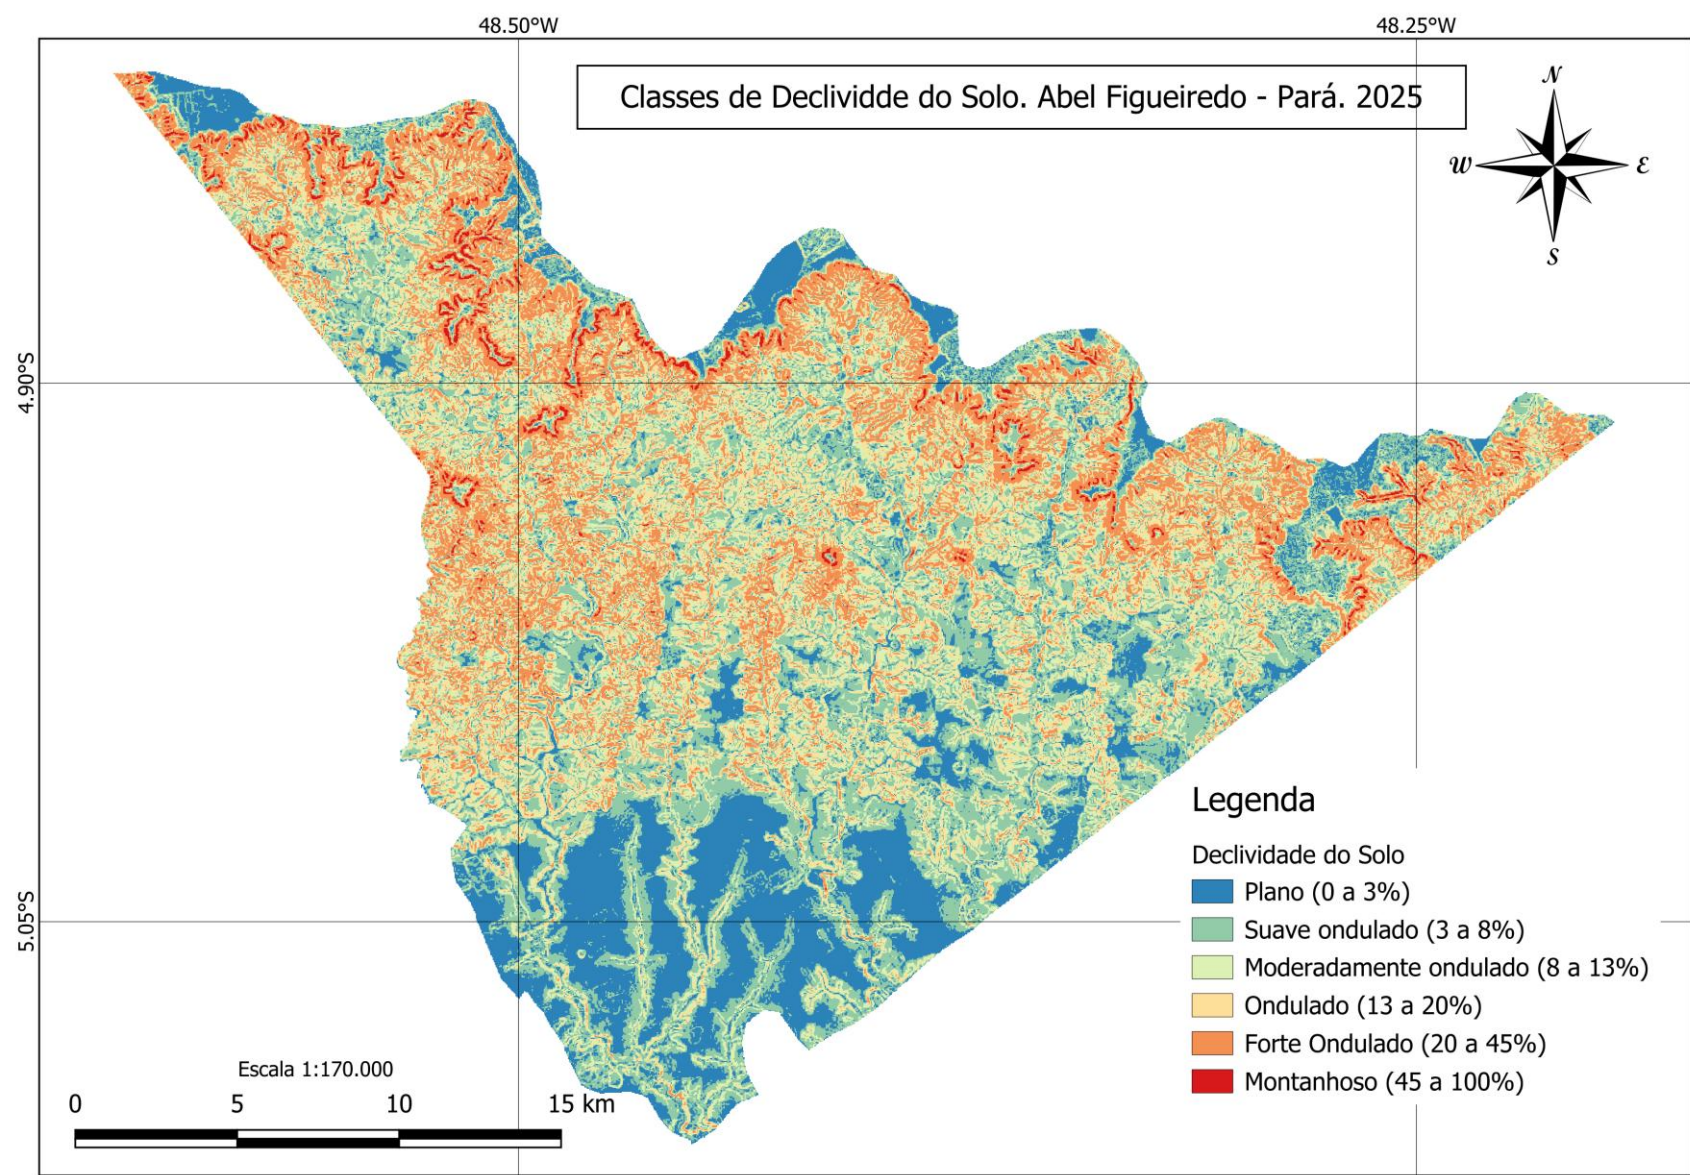 48.50°W
48.25°W
Classes de Declividde do Solo. Abel Figueiredo - Pará. 2025
N
W
E
S
4.90°S
5.05°S
Legenda
Declividade do Solo
Plano (0 a 3%)
Suave ondulado (3 a 8%)
Moderadamente ondulado (8 a 13%)
Ondulado (13 a 20%)
Forte Ondulado (20 a 45%)
Montanhoso (45 a 100%)
Escala 1:170.000
0 5 10 15 km